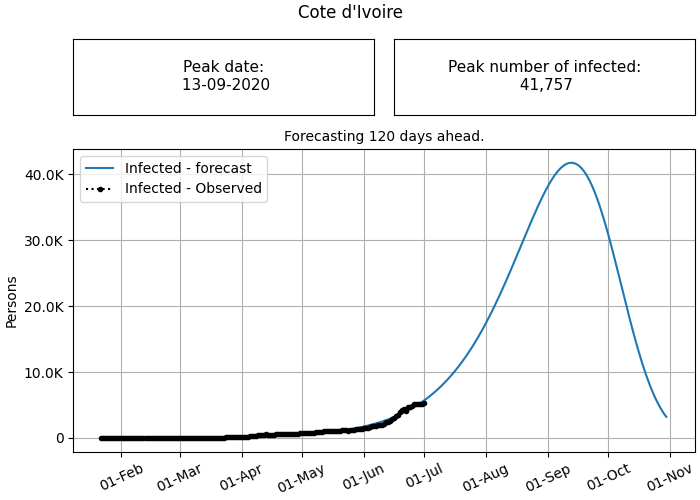 Cote d'Ivoire
Peak date:
13-09-2020
Peak number of infected:
41,757
Forecasting 120 days ahead.
Infected - forecast
Infected - Observed
Persons
40.0K
30.0K
20.0K
10.0K
0
01-Feb
01-Mar
01-Apr
01-May
01-Jun
01-Jul
01-Aug
01-Sep
01-Oct
01-Nov